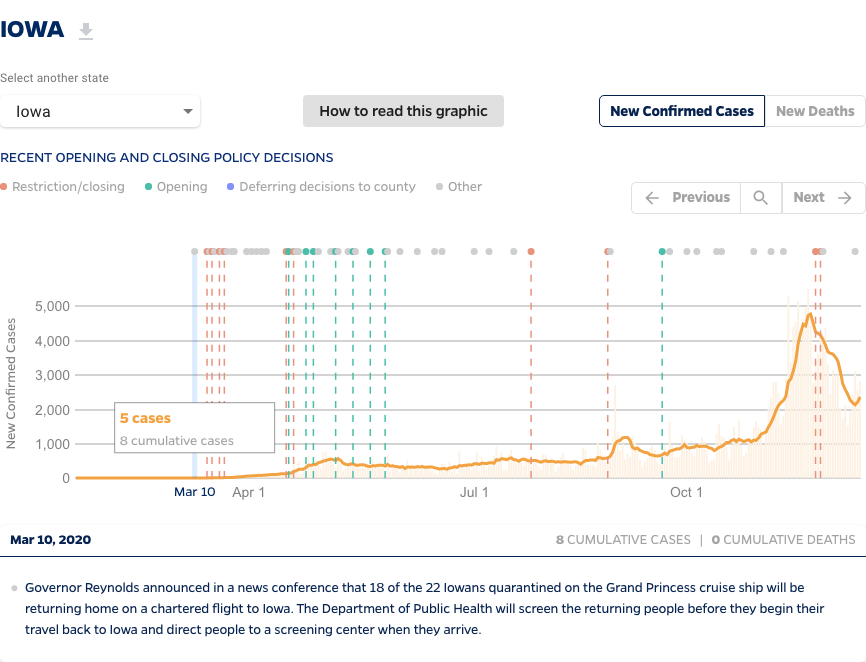 IOWA
Select another state
Iowa
How to read this graphic
New Confirmed Cases
New Deaths
RECENT OPENING AND CLOSING POLICY DECISIONS
Restriction/closing
Opening
Deferring decisions to county
Other
Previous
Next
New Confirmed Cases
5,000
4,000
3,000
2,000
1,000
0
5 cases
8 cumulative cases
Mar 10
Apr 1
Jul 1
Oct 1
Mar 10, 2020
8 CUMULATIVE CASES | 0 CUMULATIVE DEATHS
Governor Reynolds announced in a news conference that 18 of the 22 Iowans quarantined on the Grand Princess cruise ship will be
returning home on a chartered flight to Iowa. The Department of Public Health will screen the returning people before they begin their
travel back to Iowa and direct people to a screening center when they arrive.